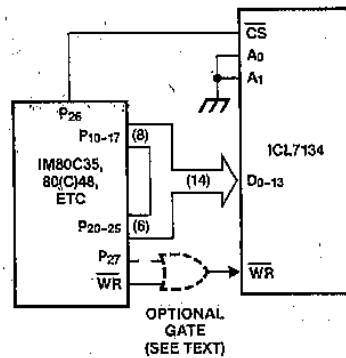 CS
A0
A1
P26
P10–17
(8)
ICL7134
IM80C35,
80(C)48,
ETC
(14)
D0–13
P20–25
(6)
P27
WR
WR
OPTIONAL
GATE
(SEE TEXT)